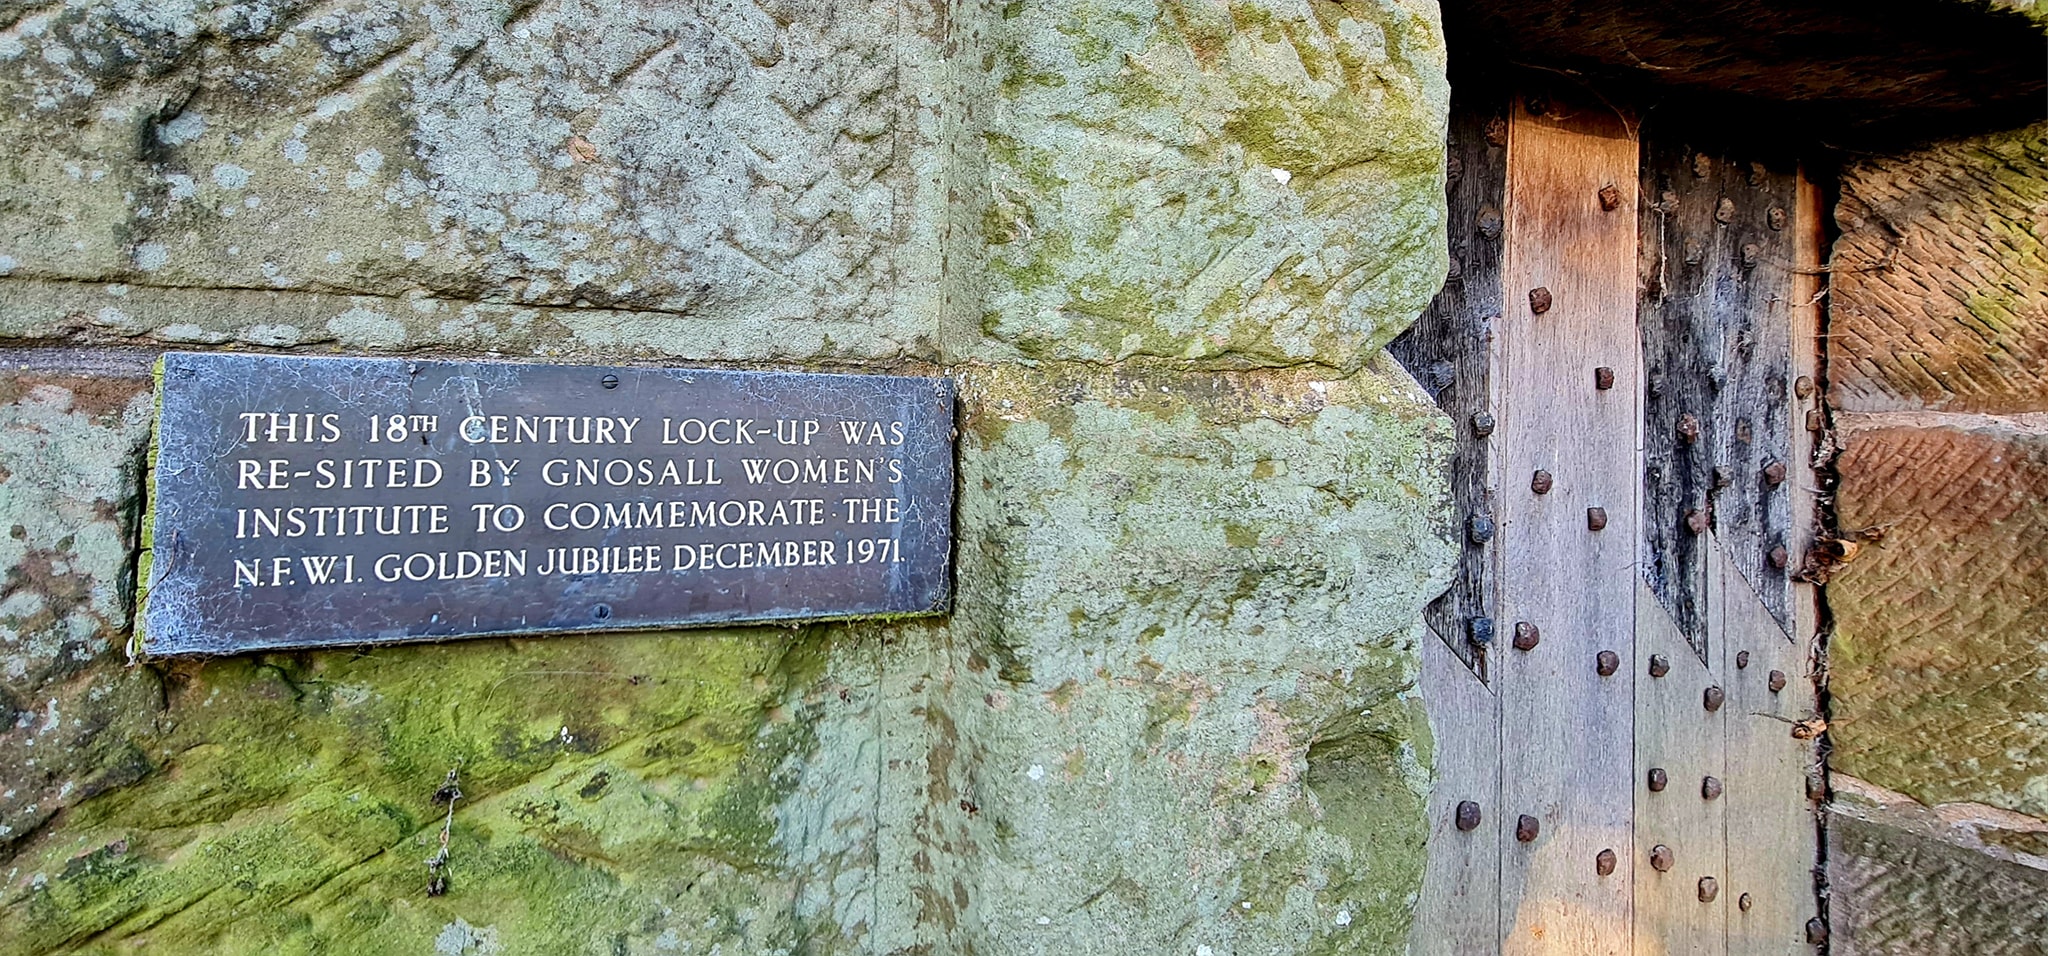 THIS 18TH CENTURY LOCK-UP WAS
RE-SITED BY GNOSALL WOMEN'S
INSTITUTE TO COMMEMORATE THE
N.F.W.I. GOLDEN JUBILEE DECEMBER 1971.